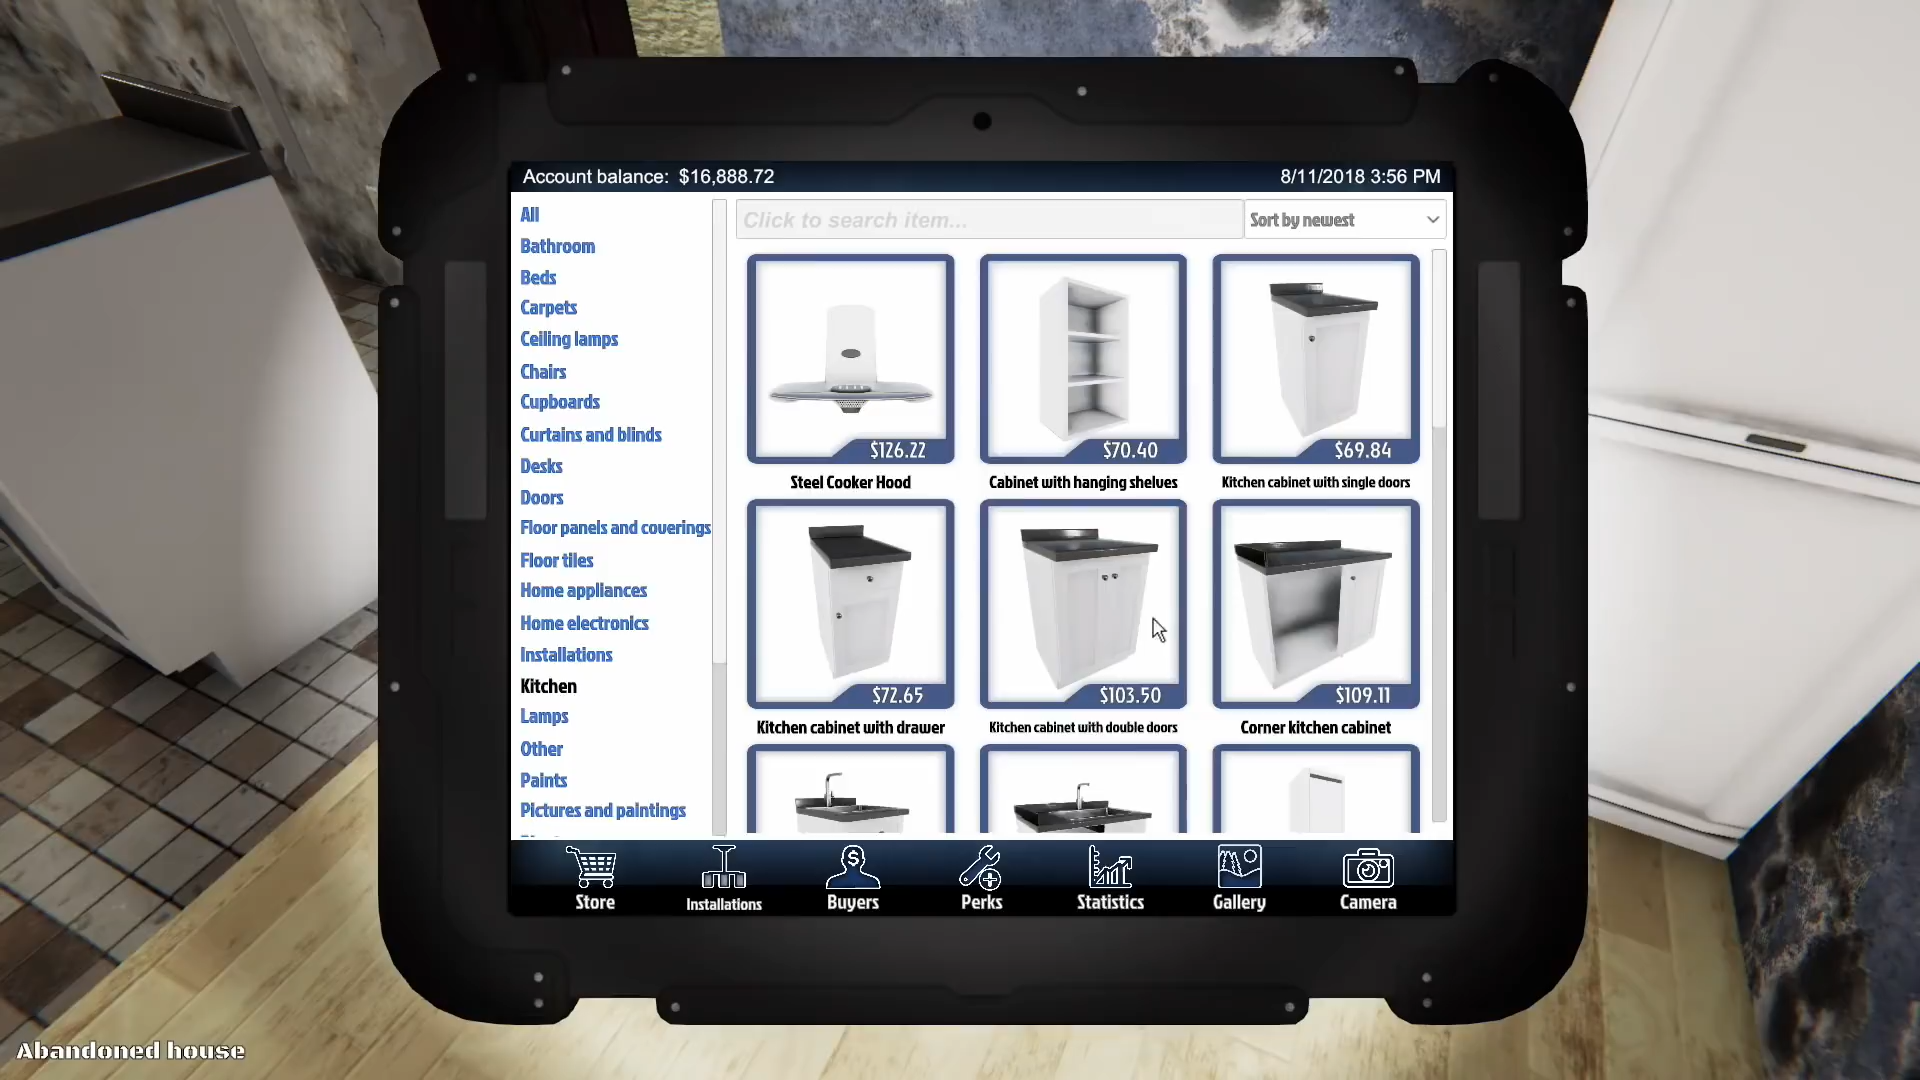 Account balance: $16,888.72
8/11/2018 3:56 PM
All
Bathroom
Beds
Carpets
Ceiling lamps
Chairs
Cupboards
Curtains and blinds
Desks
Doors
Floor panels and coverings
Floor tiles
Home appliances
Home electronics
Installations
Kitchen
Lamps
Other
Paints
Pictures and paintings
Click to search item...
Sort by newest
$126.22
$70.40
$69.84
Steel Cooker Hood
Cabinet with hanging shelves
Kitchen cabinet with single doors
$72.65
$103.50
$109.11
Kitchen cabinet with drawer
Kitchen cabinet with double doors
Corner kitchen cabinet
Store
Installations
Buyers
Perks
Statistics
Gallery
Camera
Abandoned house